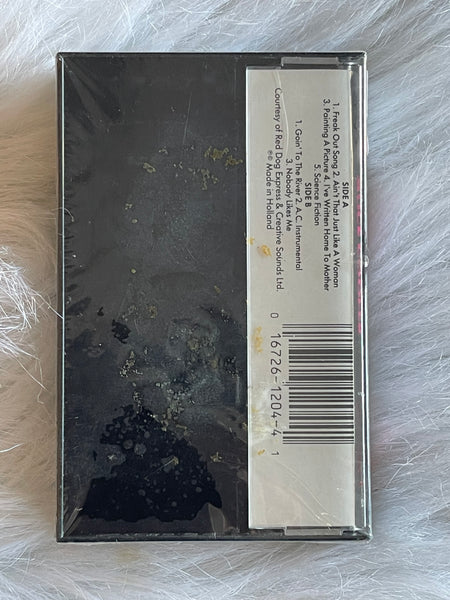 SIDE A
1. Freak Out Song 2. Ain't That Just Like A Woman
3. Painting A Picture 4. I've Written Home To Mother
5. Science Fiction
SIDE B
1. Goin' To The River 2. A.C. Instrumental
3. Nobody Likes Me
Courtesy of Red Dog Express & Creative Sounds Ltd.
℗© Made in Holland
0 16726-1204-4 1